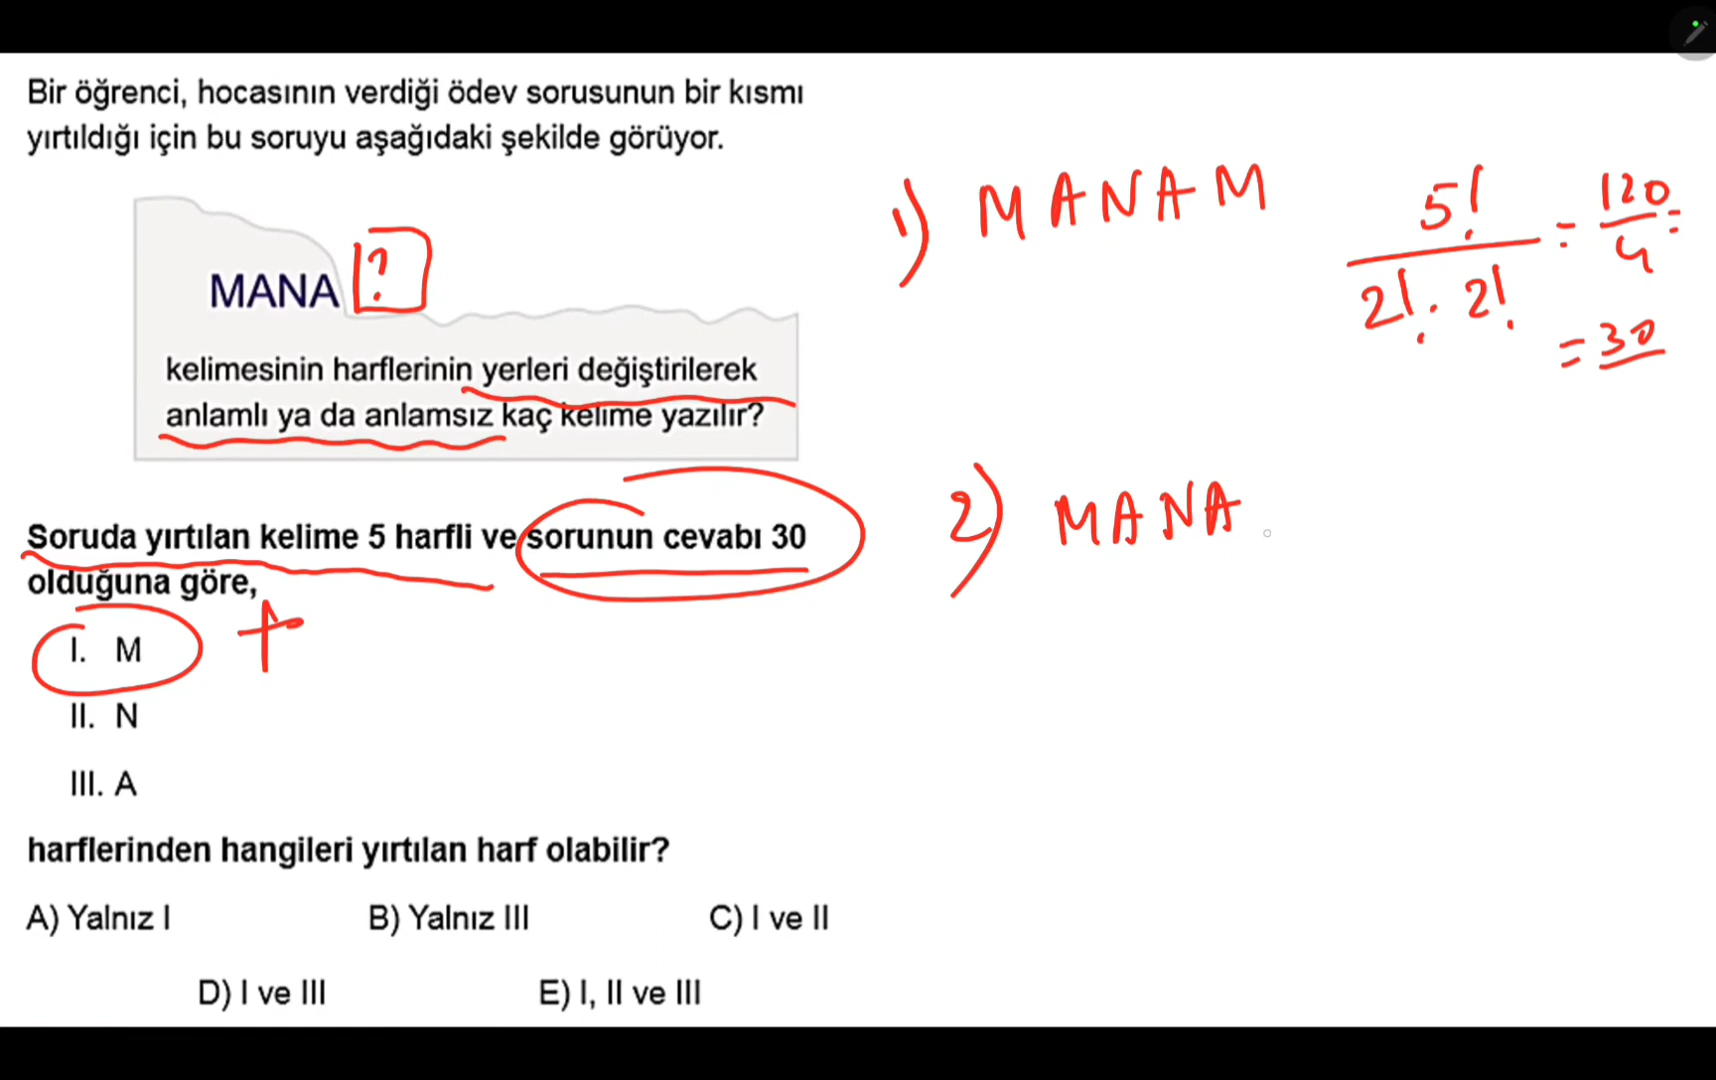 Bir öğrenci, hocasının verdiği ödev sorusunun bir kısmı
yırtıldığı için bu soruyu aşağıdaki şekilde görüyor.
MANA ?
kelimesinin harflerinin yerleri değiştirilerek
anlamlı ya da anlamsız kaç kelime yazılır?
Soruda yırtılan kelime 5 harfli ve sorunun cevabı 30
olduğuna göre,
I. M +
II. N
III. A
harflerinden hangileri yırtılan harf olabilir?
A) Yalnız I
B) Yalnız III
C) I ve II
D) I ve III
E) I, II ve III
1) MANAM
5! / 2! . 2! = 120 / 4 =
= 30
2) MANA